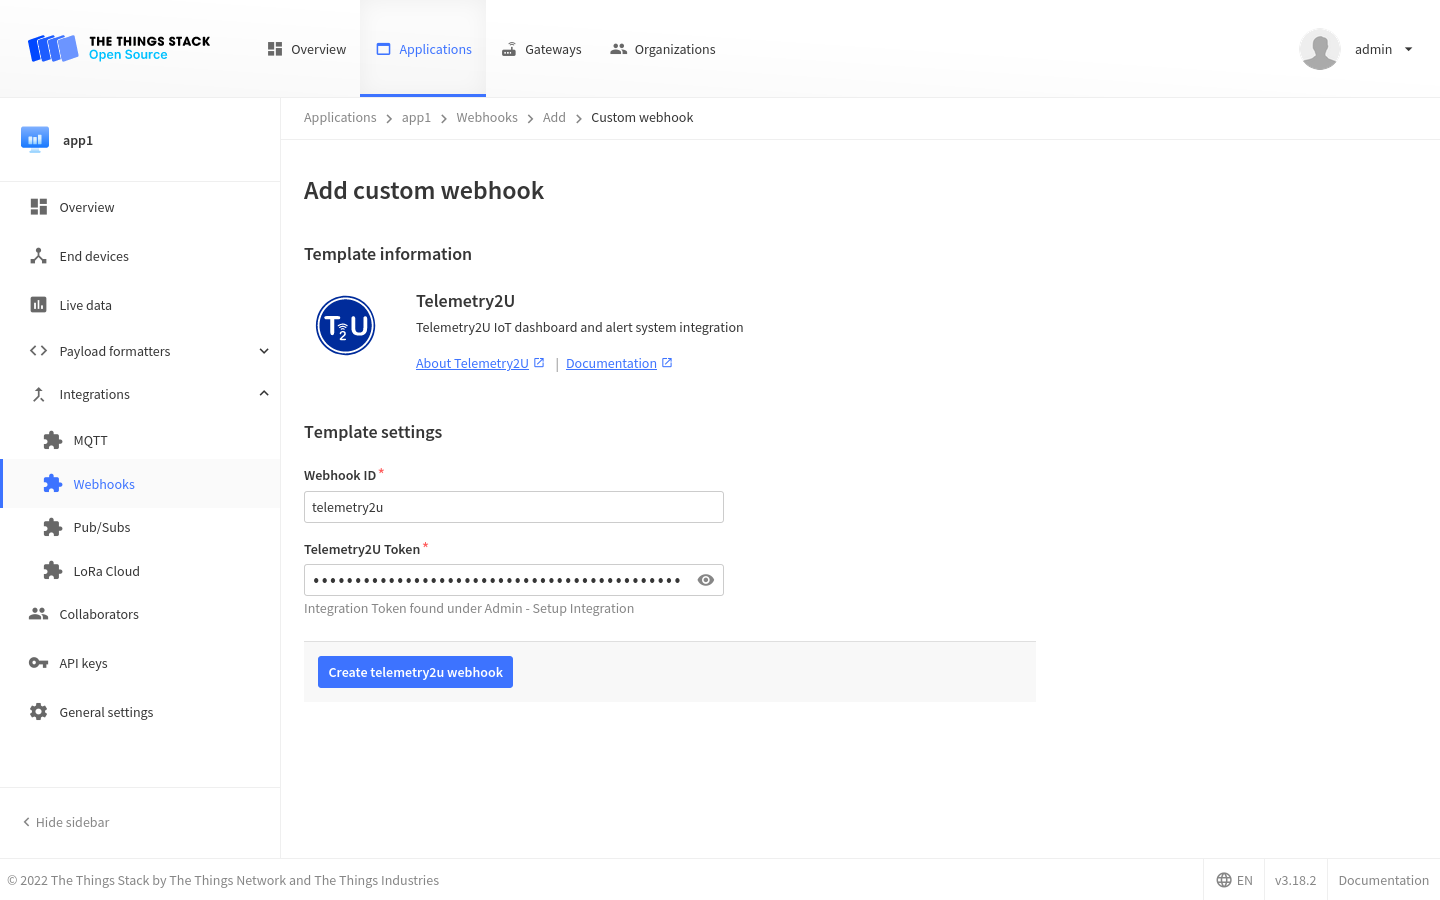 THE THINGS STACK
Open Source
Overview
Applications
Gateways
Organizations
admin
app1
Overview
End devices
Live data
Payload formatters
Integrations
MQTT
Webhooks
Pub/Subs
LoRa Cloud
Collaborators
API keys
General settings
Hide sidebar
Applications > app1 > Webhooks > Add > Custom webhook
Add custom webhook
Template information
T2U
Telemetry2U
Telemetry2U IoT dashboard and alert system integration
About Telemetry2U | Documentation
Template settings
Webhook ID*
telemetry2u
Telemetry2U Token*
••••••••••••••••••••••••••••••••••••••••••••
Integration Token found under Admin - Setup Integration
Create telemetry2u webhook
© 2022 The Things Stack by The Things Network and The Things Industries
EN
v3.18.2
Documentation